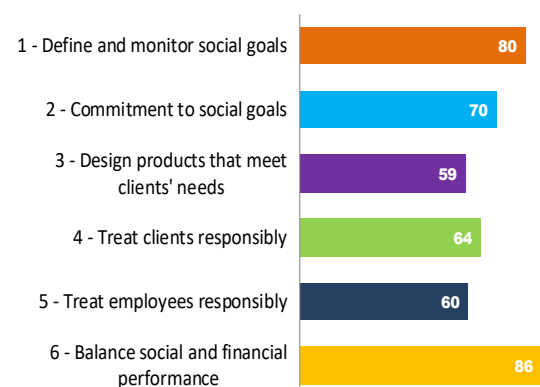 1 - Define and monitor social goals
80
2 - Commitment to social goals
70
3 - Design products that meet
clients' needs
59
4 - Treat clients responsibly
64
5 - Treat employees responsibly
60
6 - Balance social and financial
performance
86